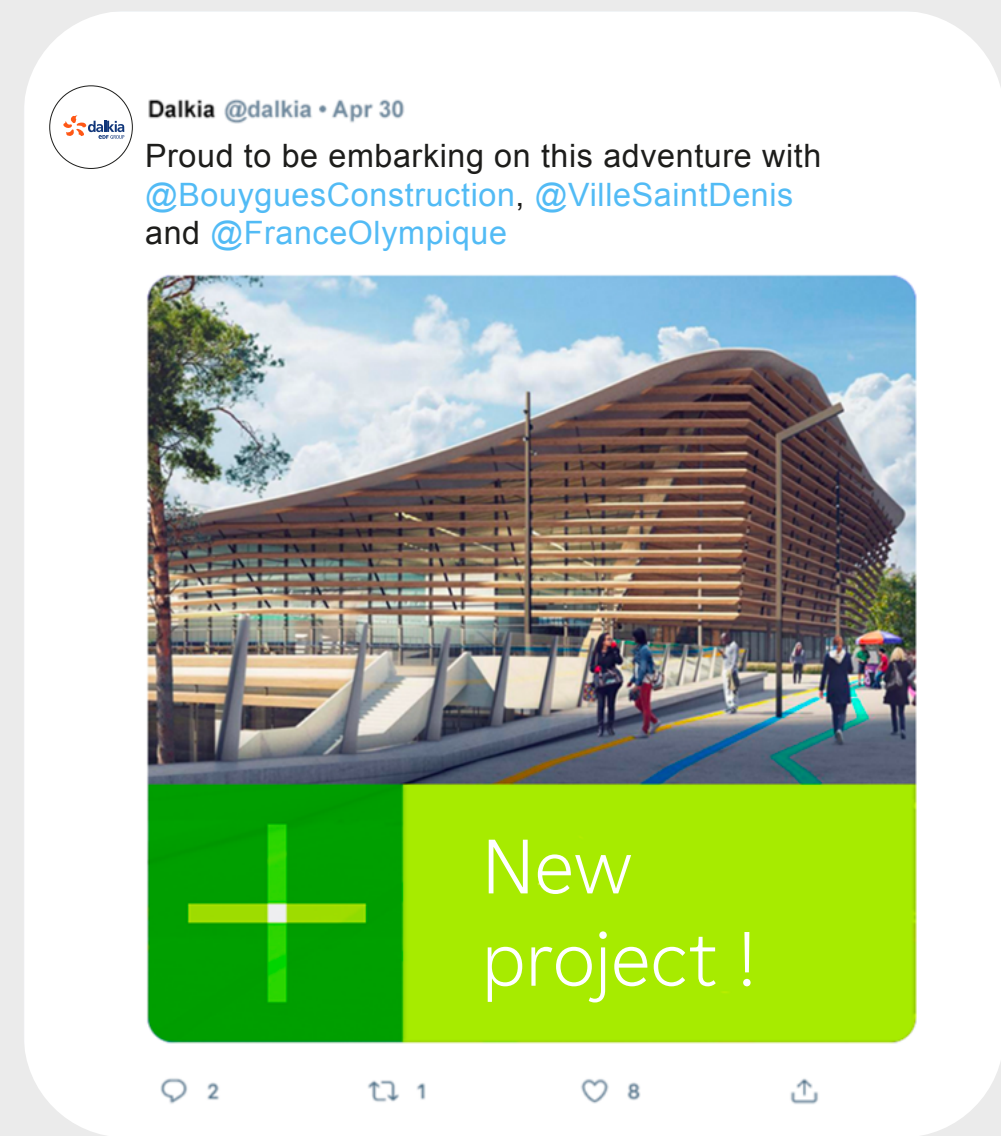 dalkia
EDF GROUP
Dalkia @dalkia • Apr 30
Proud to be embarking on this adventure with
@BouyguesConstruction, @VilleSaintDenis
and @FranceOlympique
New
project !
2 1 8